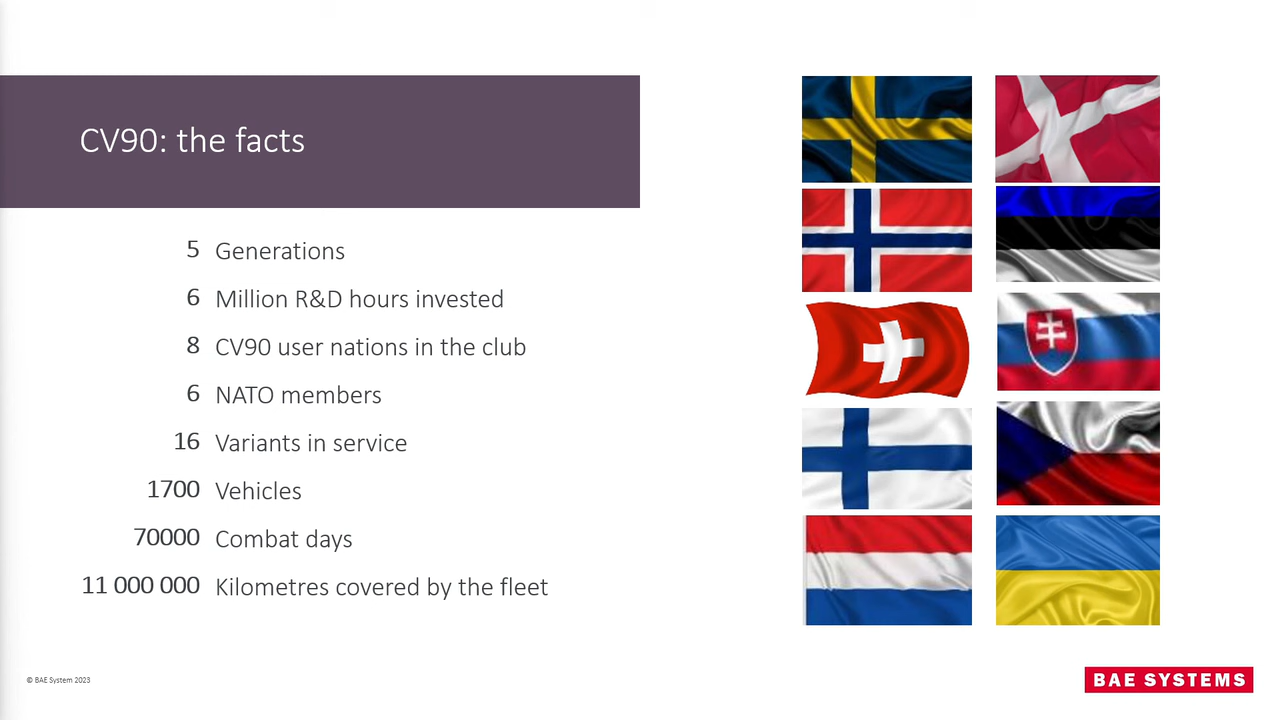 CV90: the facts
5 Generations
6 Million R&D hours invested
8 CV90 user nations in the club
6 NATO members
16 Variants in service
1700 Vehicles
70000 Combat days
11 000 000 Kilometres covered by the fleet
© BAE System 2023
BAE SYSTEMS